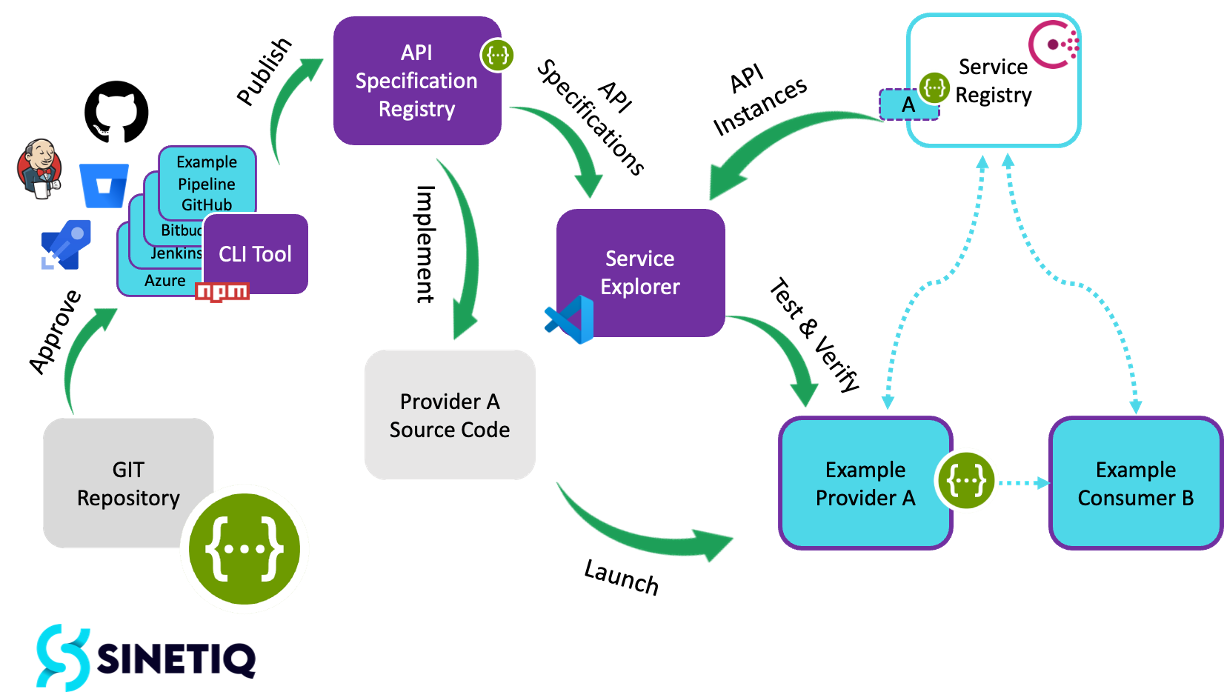 Publish
API
Specification
Registry
API
Specifications
API
Instances
A
Service
Registry
Example
Pipeline
GitHub
Bitbuc
Jenkins
Azure
CLI Tool
npm
Approve
Implement
Service
Explorer
Test & Verify
GIT
Repository
Provider A
Source Code
Launch
Example
Provider A
Example
Consumer B
SINETIQ